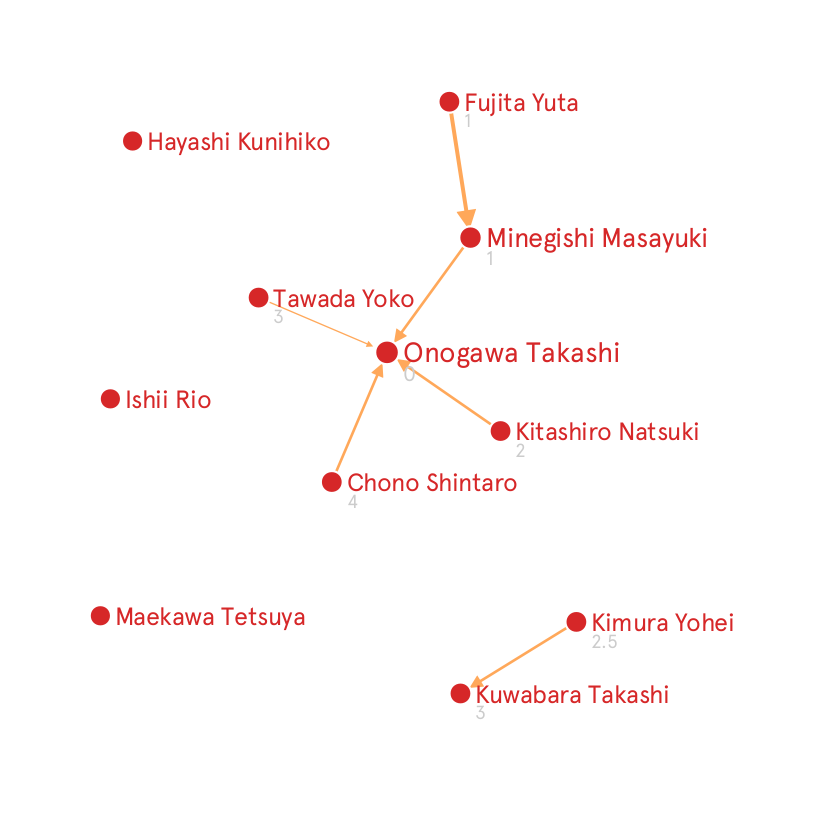 Fujita Yuta
1
Hayashi Kunihiko
Minegishi Masayuki
1
Tawada Yoko
3
Onogawa Takashi
0
Ishii Rio
Kitashiro Natsuki
2
Chono Shintaro
4
Maekawa Tetsuya
Kimura Yohei
2.5
Kuwabara Takashi
3